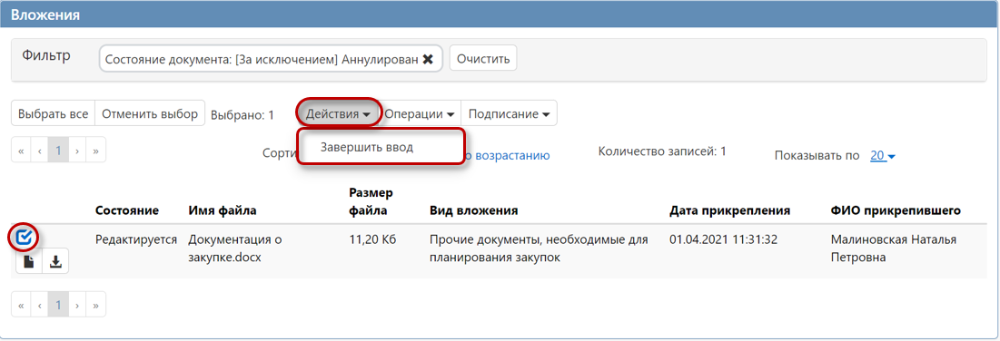 Вложения
Фильтр
Состояние документа: [За исключением] Аннулирован ✖
Очистить
Выбрать все
Отменить выбор
Выбрано: 1
Действия
Операции
Подписание
Завершить ввод
« ‹ 1 › »
Сорти
о возрастанию
Количество записей: 1
Показывать по 20
Состояние
Имя файла
Размер
файла
Вид вложения
Дата прикрепления
ФИО прикрепившего
Редактируется
Документация о
закупке.docx
11,20 Кб
Прочие документы, необходимые для
планирования закупок
01.04.2021 11:31:32
Малиновская Наталья
Петровна
« ‹ 1 › »